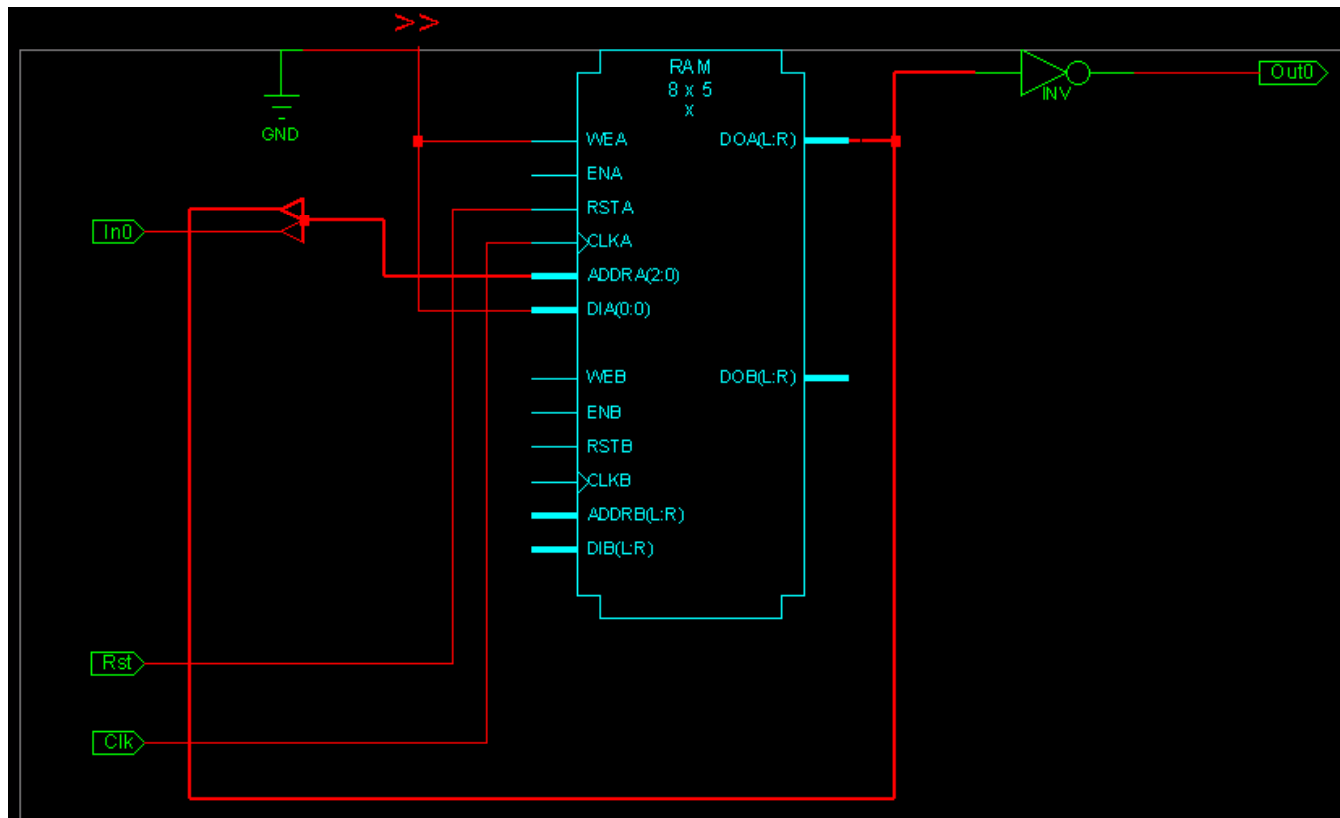 >>
RAM
8 x 5
x
INV
Out0
GND
WEA
DOA(L:R)
ENA
RSTA
In0
CLKA
ADDRA(2:0)
DIA(0:0)
WEB
DOB(L:R)
ENB
RSTB
CLKB
ADDRB(L:R)
DIB(L:R)
Rst
Clk